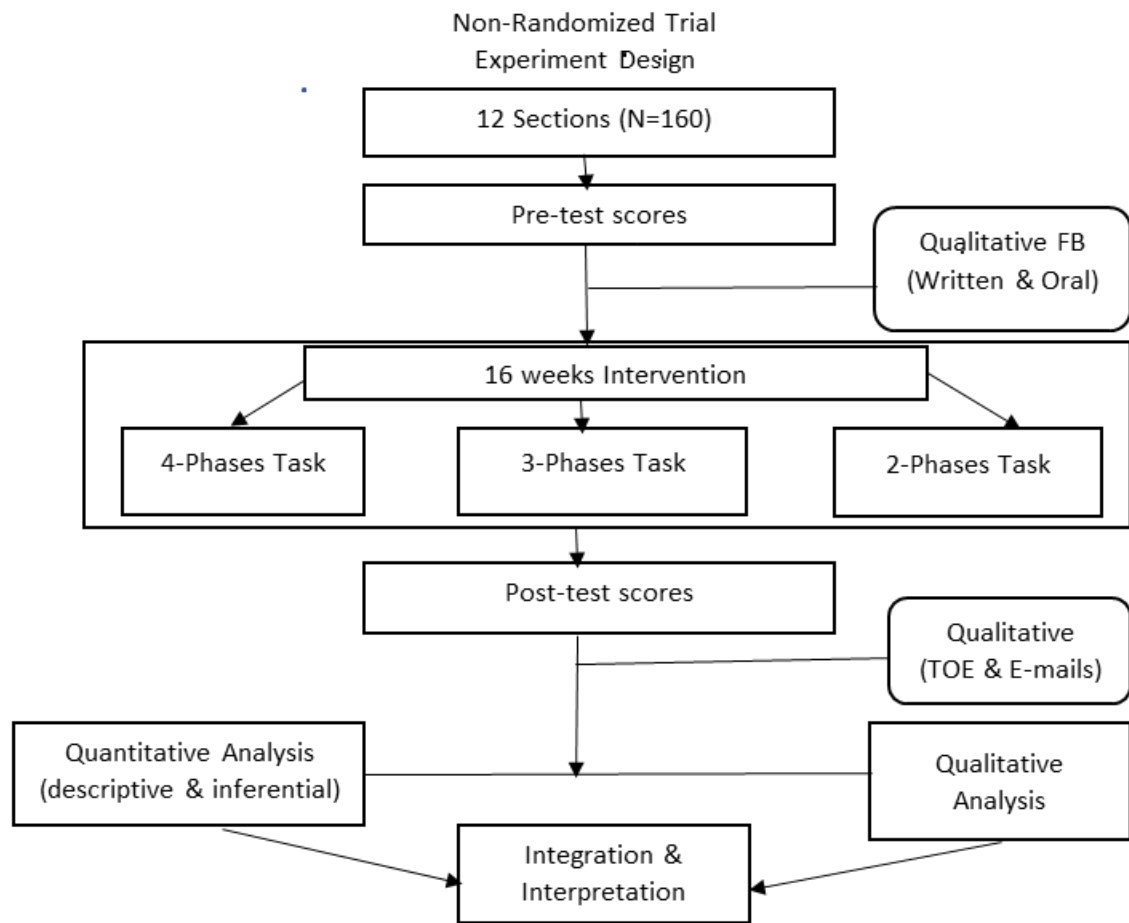 Non-Randomized Trial
Experiment Design
12 Sections (N=160)
Pre-test scores
Qualitative FB
(Written & Oral)
16 weeks Intervention
4-Phases Task
3-Phases Task
2-Phases Task
Post-test scores
Qualitative
(TOE & E-mails)
Quantitative Analysis
(descriptive & inferential)
Qualitative
Analysis
Integration &
Interpretation